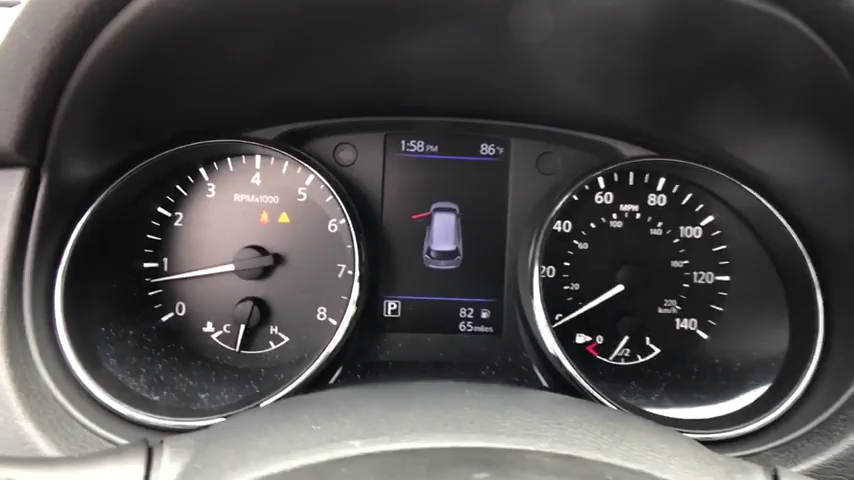 1:58 PM 86°F
RPMx1000
0 1 2 3 4 5 6 7 8
C H
P
82
65 miles
MPH
0 20 40 60 80 100 120 140
20 60 100 140 180 220
km/h
0 1/2 1